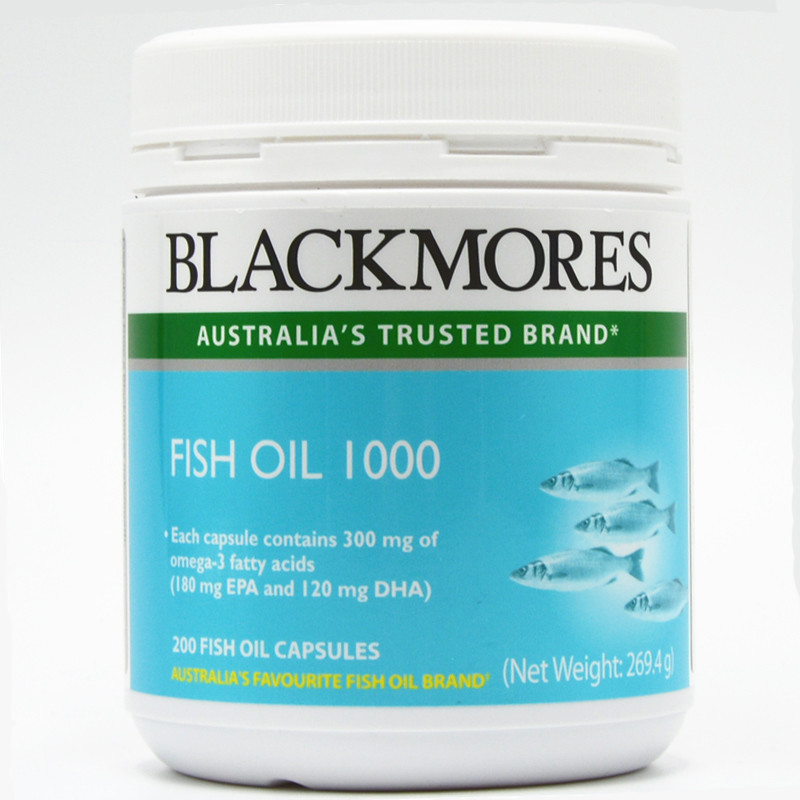 BLACKMORES
AUSTRALIA'S TRUSTED BRAND*
FISH OIL 1000
• Each capsule contains 300 mg of
omega-3 fatty acids
(180 mg EPA and 120 mg DHA)
200 FISH OIL CAPSULES
AUSTRALIA'S FAVOURITE FISH OIL BRAND†
(Net Weight: 269.4 g)